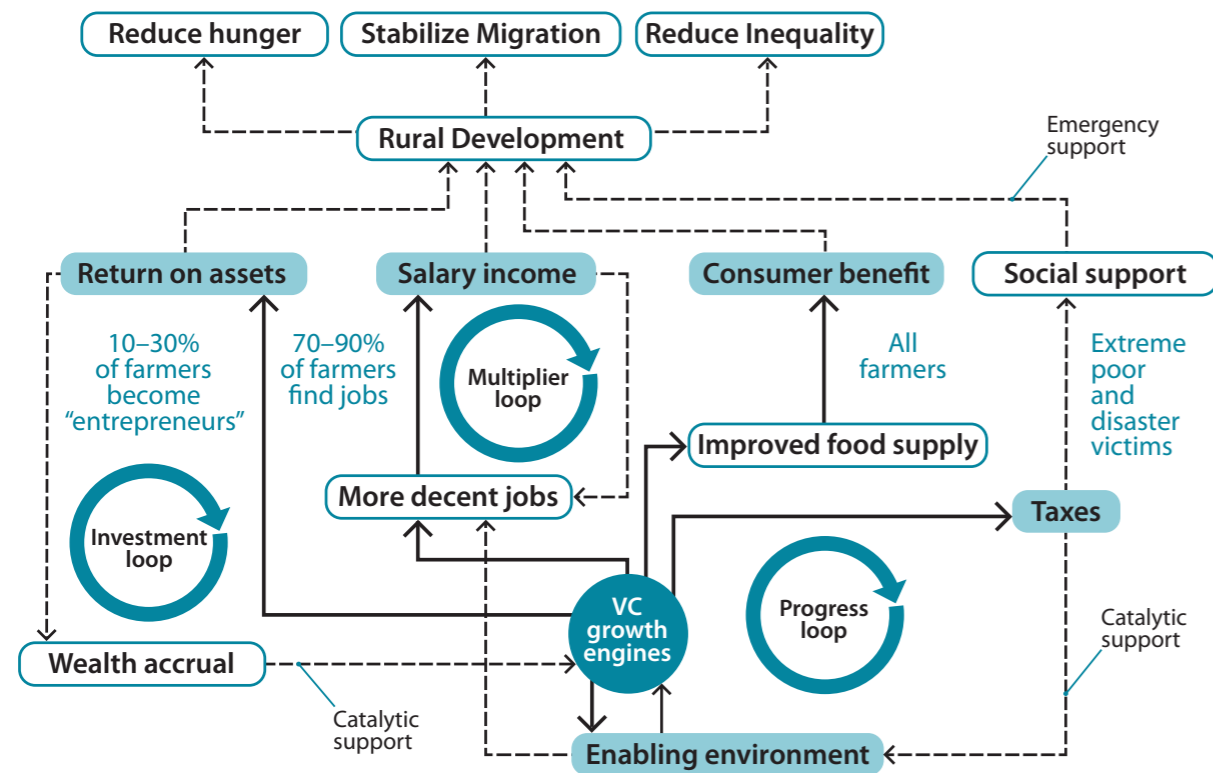 Reduce hunger
Stabilize Migration
Reduce Inequality
Rural Development
Emergency
support
Return on assets
Salary income
Consumer benefit
Social support
10–30%
of farmers
become
“entrepreneurs”
70–90%
of farmers
find jobs
Multiplier
loop
All
farmers
Extreme
poor
and
disaster
victims
Improved food supply
More decent jobs
Taxes
Investment
loop
VC
growth
engines
Progress
loop
Catalytic
support
Wealth accrual
Catalytic
support
Enabling environment